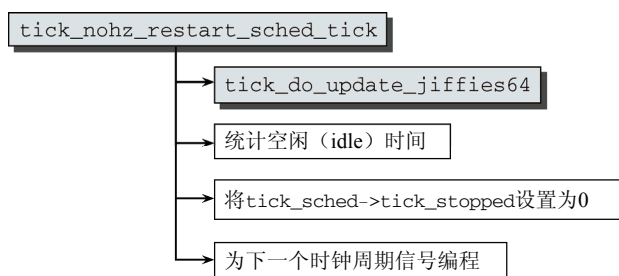 tick_nohz_restart_sched_tick
tick_do_update_jiffies64
统计空闲（idle）时间
将tick_sched->tick_stopped设置为0
为下一个时钟周期信号编程